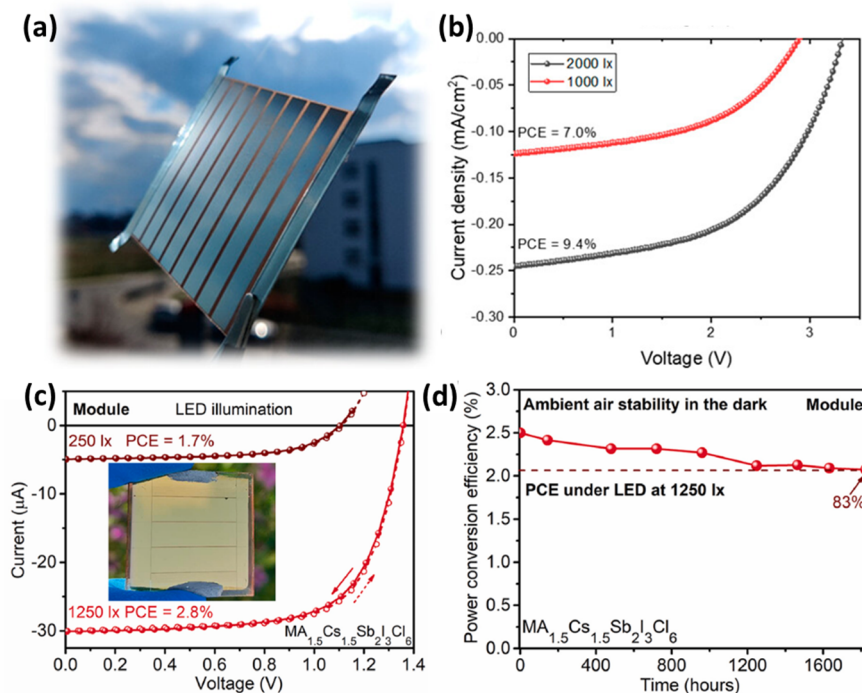 (a)
(b)
0.00
-0.05
-0.10
-0.15
-0.20
-0.25
-0.30
Current density (mA/cm²)
2000 lx
1000 lx
PCE = 7.0%
PCE = 9.4%
0
1
2
3
Voltage (V)
(c)
Module
LED illumination
0
-10
-20
-30
Current (µA)
250 lx PCE = 1.7%
1250 lx PCE = 2.8%
MA₁.₅Cs₁.₅Sb₂I₃Cl₆
0.0 0.2 0.4 0.6 0.8 1.0 1.2 1.4
Voltage (V)
(d)
3.0
2.5
2.0
1.5
1.0
0.5
0.0
Power conversion efficiency (%)
Ambient air stability in the dark
Module
PCE under LED at 1250 lx
83%
MA₁.₅Cs₁.₅Sb₂I₃Cl₆
0 400 800 1200 1600
Time (hours)